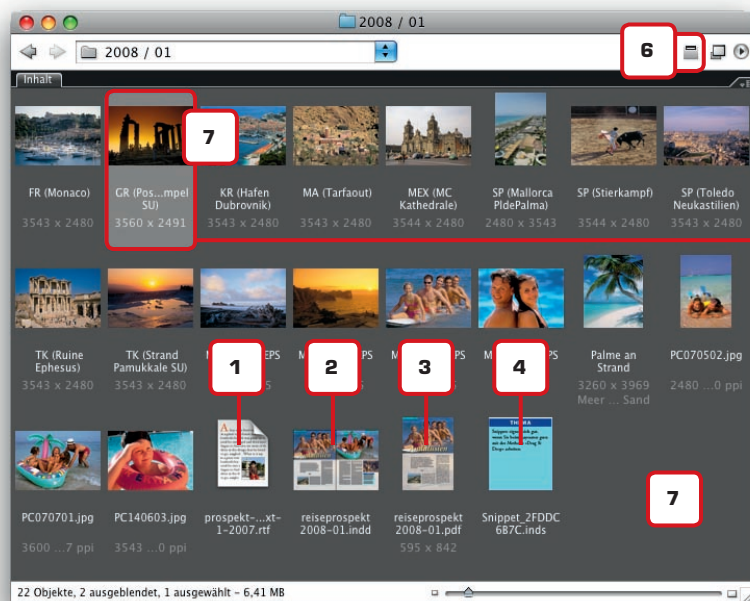 2008 / 01
2008 / 01
6
Inhalt
7
FR (Monaco)
3543 x 2480
GR (Pos...mpel
SU)
3560 x 2491
KR (Hafen
Dubrovnik)
3543 x 2480
MA (Tarfaout)
3543 x 2480
MEX (MC
Kathedrale)
3544 x 2480
SP (Mallorca
PldePalma)
2480 x 3543
SP (Stierkampf)
3544 x 2480
SP (Toledo
Neukastilien)
3543 x 2480
TK (Ruine
Ephesus)
3543 x 2480
TK (Strand
Pamukkale SU)
3543 x 2480
Palme an
Strand
3260 x 3969
Meer ... Sand
PC070502.jpg
2480 ...0 ppi
1
2
3
4
PC070701.jpg
3600 ...7 ppi
PC140603.jpg
3543 ...0 ppi
prospekt-...xt-
1-2007.rtf
reiseprospekt
2008-01.indd
reiseprospekt
2008-01.pdf
595 x 842
THEMA
Snippet_2FDDC
6B7C.inds
7
22 Objekte, 2 ausgeblendet, 1 ausgewählt - 6,41 MB